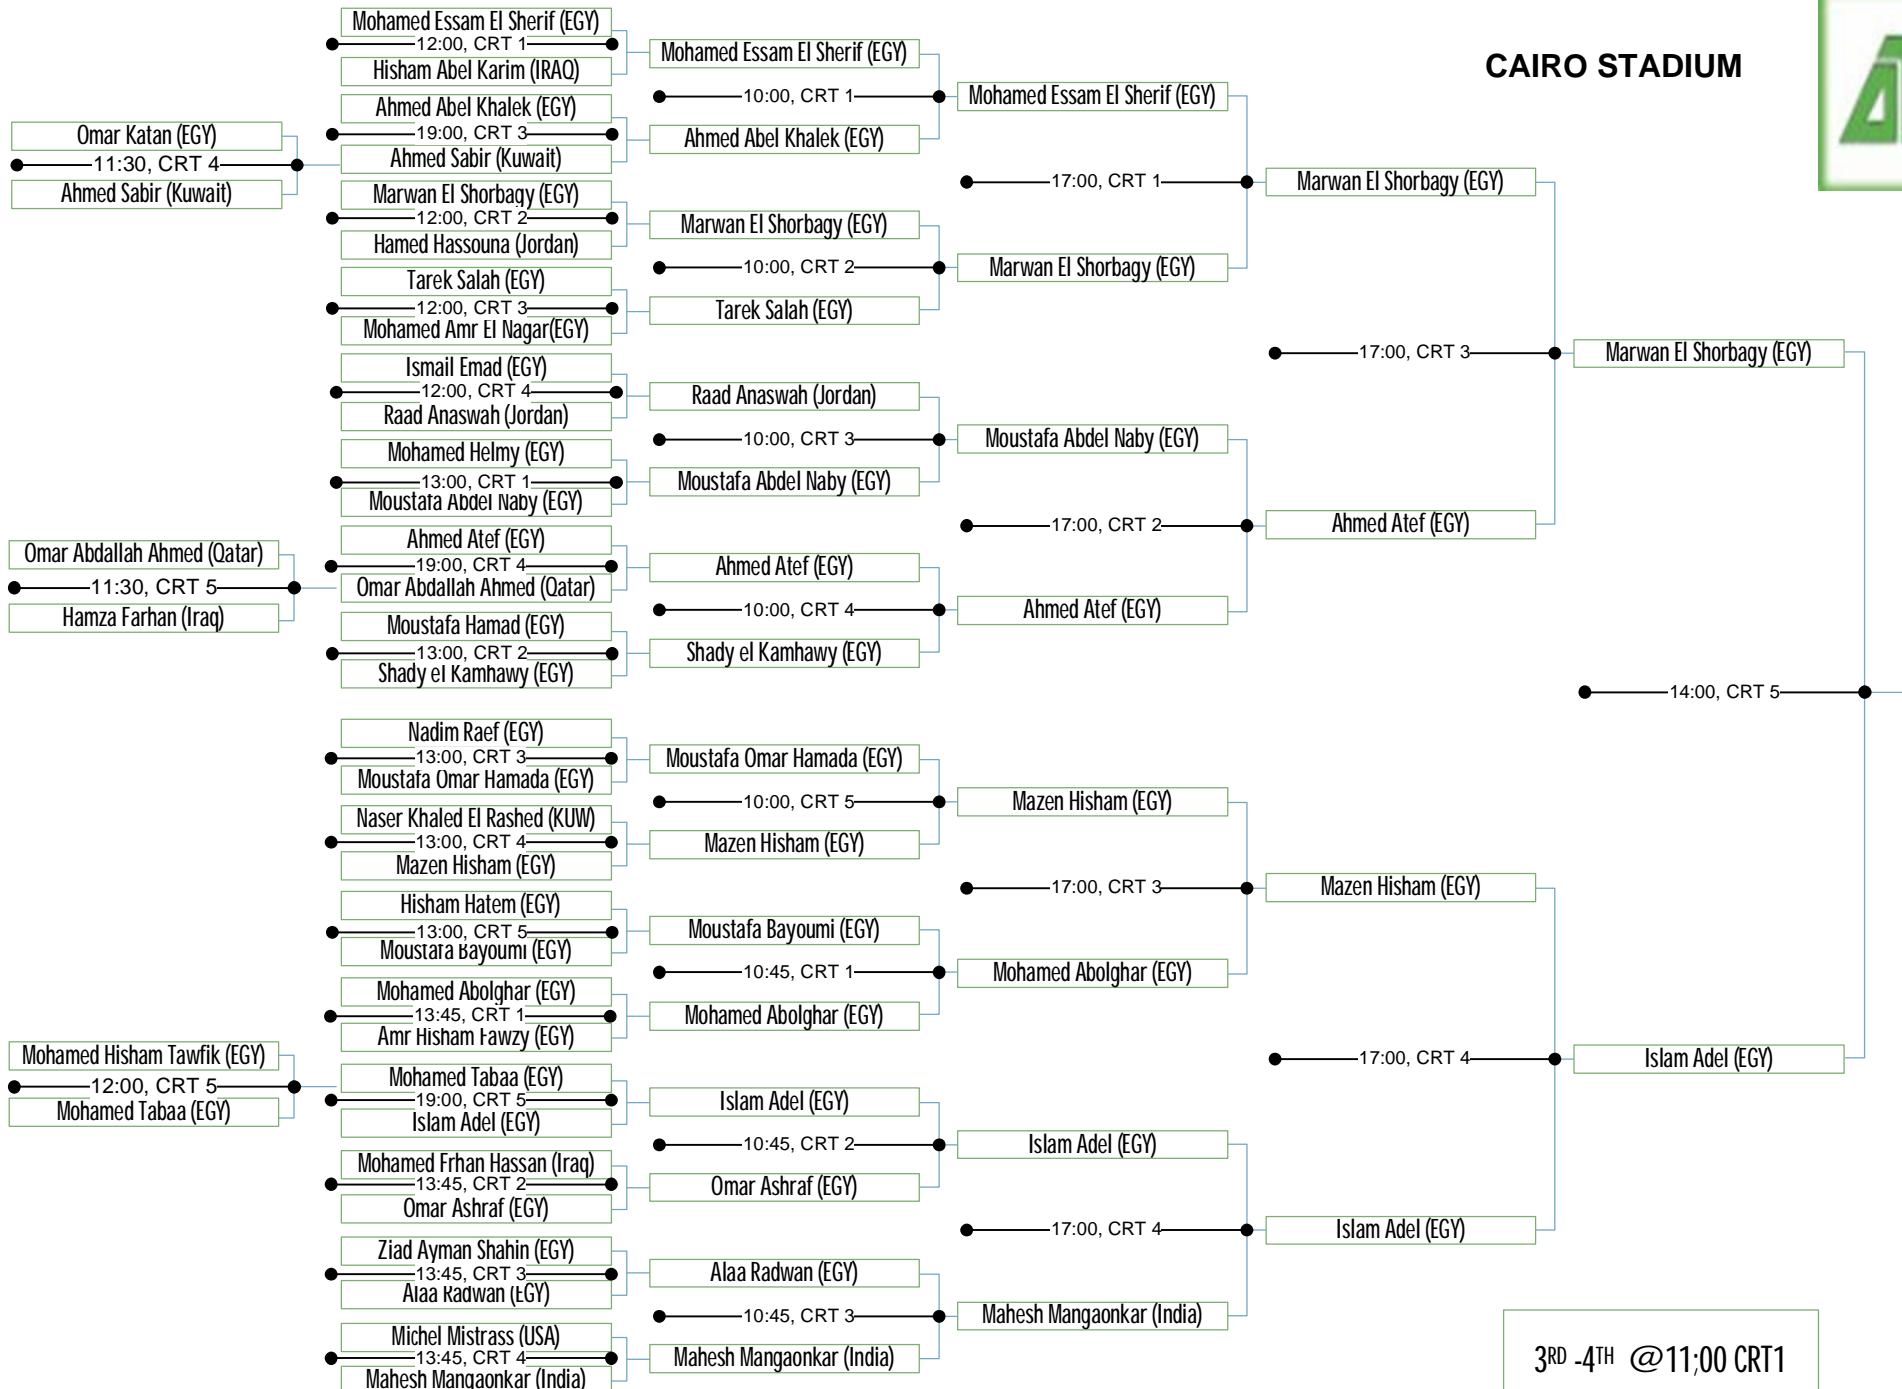 CAIRO STADIUM
Omar Katan (EGY)
11:30, CRT 4
Ahmed Sabir (Kuwait)
Omar Abdallah Ahmed (Qatar)
11:30, CRT 5
Hamza Farhan (Iraq)
Mohamed Hisham Tawfik (EGY)
12:00, CRT 5
Mohamed Tabaa (EGY)
Mohamed Essam El Sherif (EGY)
12:00, CRT 1
Hisham Abel Karim (IRAQ)
Ahmed Abel Khalek (EGY)
19:00, CRT 3
Ahmed Sabir (Kuwait)
Marwan El Shorbagy (EGY)
12:00, CRT 2
Hamed Hassouna (Jordan)
Tarek Salah (EGY)
12:00, CRT 3
Mohamed Amr El Nagar(EGY)
Ismail Emad (EGY)
12:00, CRT 4
Raad Anaswah (Jordan)
Mohamed Helmy (EGY)
13:00, CRT 1
Moustafa Abdel Naby (EGY)
Ahmed Atef (EGY)
19:00, CRT 4
Omar Abdallah Ahmed (Qatar)
Moustafa Hamad (EGY)
13:00, CRT 2
Shady el Kamhawy (EGY)
Nadim Raef (EGY)
13:00, CRT 3
Moustafa Omar Hamada (EGY)
Naser Khaled El Rashed (KUW)
13:00, CRT 4
Mazen Hisham (EGY)
Hisham Hatem (EGY)
13:00, CRT 5
Moustafa Bayoumi (EGY)
Mohamed Abolghar (EGY)
13:45, CRT 1
Amr Hisham Fawzy (EGY)
Mohamed Tabaa (EGY)
19:00, CRT 5
Islam Adel (EGY)
Mohamed Frhan Hassan (Iraq)
13:45, CRT 2
Omar Ashraf (EGY)
Ziad Ayman Shahin (EGY)
13:45, CRT 3
Alaa Radwan (EGY)
Michel Mistrass (USA)
13:45, CRT 4
Mahesh Mangaonkar (India)
Mohamed Essam El Sherif (EGY)
10:00, CRT 1
Ahmed Abel Khalek (EGY)
Marwan El Shorbagy (EGY)
10:00, CRT 2
Tarek Salah (EGY)
Raad Anaswah (Jordan)
10:00, CRT 3
Moustafa Abdel Naby (EGY)
Ahmed Atef (EGY)
10:00, CRT 4
Shady el Kamhawy (EGY)
Moustafa Omar Hamada (EGY)
10:00, CRT 5
Mazen Hisham (EGY)
Moustafa Bayoumi (EGY)
10:45, CRT 1
Mohamed Abolghar (EGY)
Islam Adel (EGY)
10:45, CRT 2
Omar Ashraf (EGY)
Alaa Radwan (EGY)
10:45, CRT 3
Mahesh Mangaonkar (India)
Mohamed Essam El Sherif (EGY)
17:00, CRT 1
Marwan El Shorbagy (EGY)
Moustafa Abdel Naby (EGY)
17:00, CRT 2
Ahmed Atef (EGY)
Mazen Hisham (EGY)
17:00, CRT 3
Mohamed Abolghar (EGY)
Islam Adel (EGY)
17:00, CRT 4
Mahesh Mangaonkar (India)
Marwan El Shorbagy (EGY)
17:00, CRT 3
Ahmed Atef (EGY)
Mazen Hisham (EGY)
17:00, CRT 4
Islam Adel (EGY)
Marwan El Shorbagy (EGY)
14:00, CRT 5
Islam Adel (EGY)
3RD -4TH @11;00 CRT1